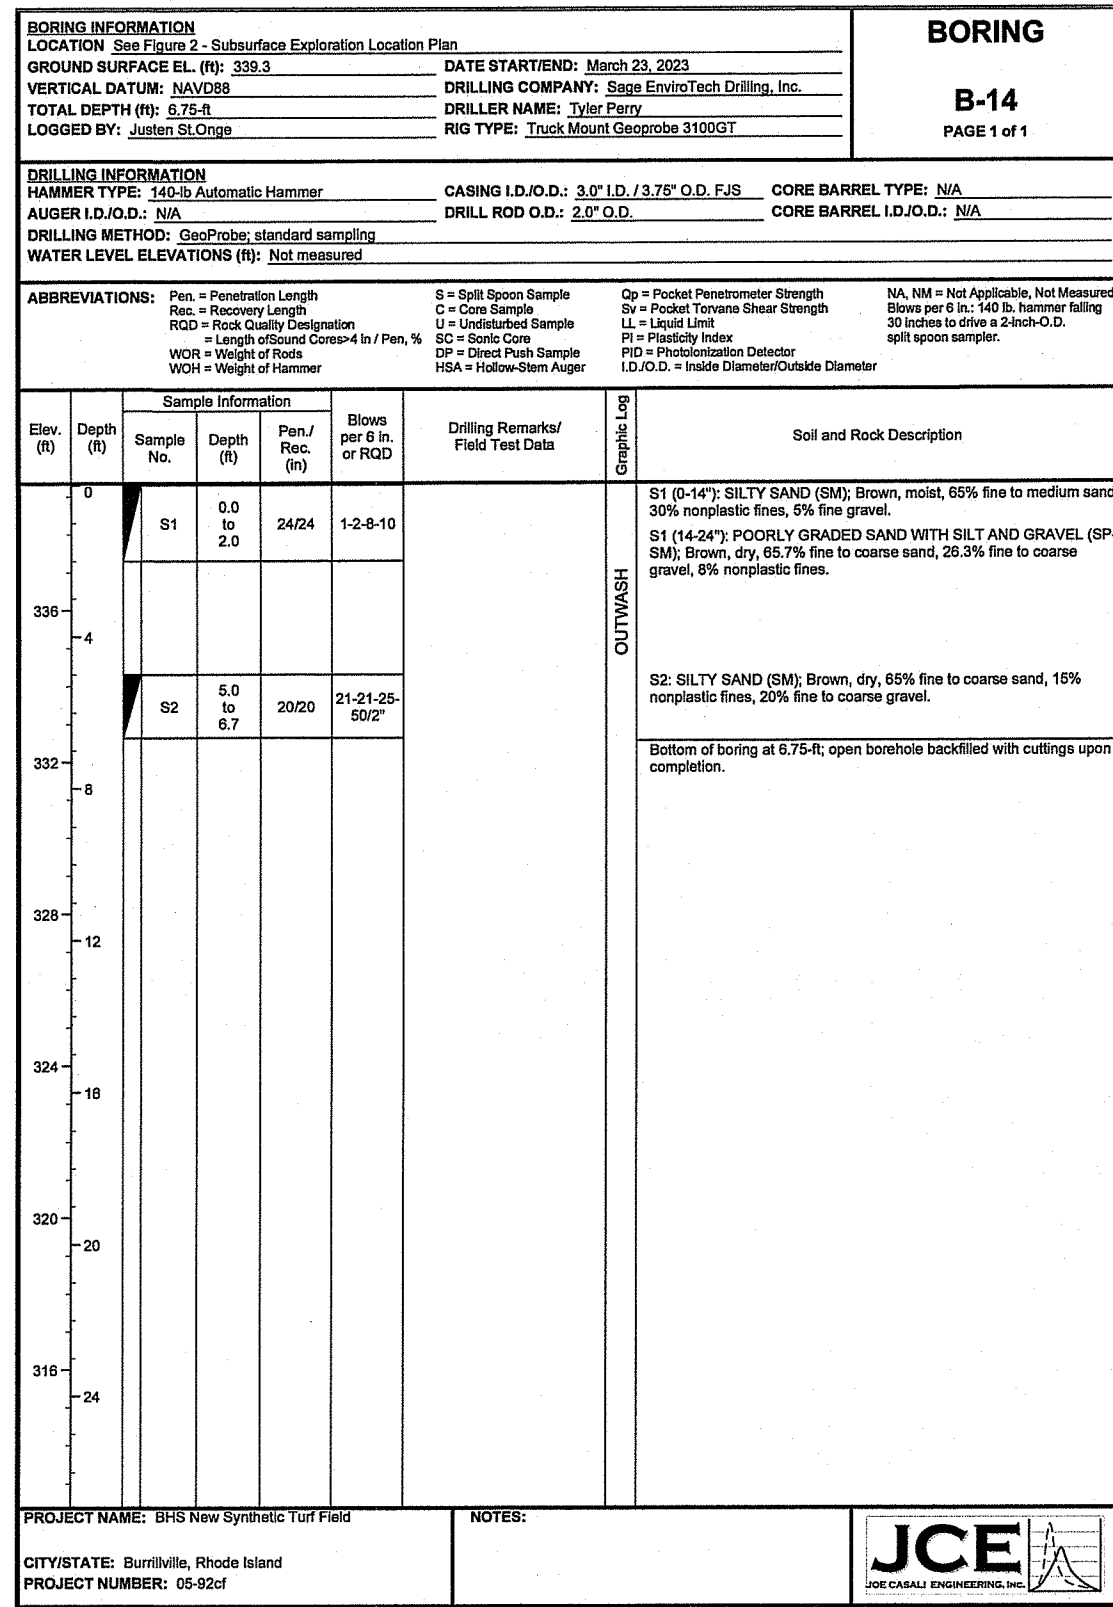 BORING INFORMATION
LOCATION See Figure 2 - Subsurface Exploration Location Plan
GROUND SURFACE EL. (ft): 339.3
DATE START/END: March 23, 2023
VERTICAL DATUM: NAVD88
DRILLING COMPANY: Sage EnviroTech Drilling, Inc.
TOTAL DEPTH (ft): 6.75-ft
DRILLER NAME: Tyler Perry
LOGGED BY: Justen St.Onge
RIG TYPE: Truck Mount Geoprobe 3100GT
BORING
B-14
PAGE 1 of 1
DRILLING INFORMATION
HAMMER TYPE: 140-lb Automatic Hammer
CASING I.D./O.D.: 3.0" I.D. / 3.75" O.D. FJS
CORE BARREL TYPE: N/A
AUGER I.D./O.D.: N/A
DRILL ROD O.D.: 2.0" O.D.
CORE BARREL I.D./O.D.: N/A
DRILLING METHOD: GeoProbe; standard sampling
WATER LEVEL ELEVATIONS (ft): Not measured
ABBREVIATIONS:
Pen. = Penetration Length
Rec. = Recovery Length
RQD = Rock Quality Designation
= Length ofSound Cores>4 in / Pen, %
WOR = Weight of Rods
WOH = Weight of Hammer
S = Split Spoon Sample
C = Core Sample
U = Undisturbed Sample
SC = Sonic Core
DP = Direct Push Sample
HSA = Hollow-Stem Auger
Qp = Pocket Penetrometer Strength
Sv = Pocket Torvane Shear Strength
LL = Liquid Limit
PI = Plasticity Index
PID = Photoionization Detector
I.D./O.D. = Inside Diameter/Outside Diameter
NA, NM = Not Applicable, Not Measured
Blows per 6 in.: 140 lb. hammer falling
30 inches to drive a 2-inch-O.D.
split spoon sampler.
Elev.
(ft)
Depth
(ft)
Sample Information
Sample
No.
Depth
(ft)
Pen./
Rec.
(in)
Blows
per 6 in.
or RQD
Drilling Remarks/
Field Test Data
Graphic Log
Soil and Rock Description
0
S1
0.0
to
2.0
24/24
1-2-8-10
S1 (0-14"): SILTY SAND (SM); Brown, moist, 65% fine to medium sand
30% nonplastic fines, 5% fine gravel.
S1 (14-24"): POORLY GRADED SAND WITH SILT AND GRAVEL (SP-
SM); Brown, dry, 65.7% fine to coarse sand, 26.3% fine to coarse
gravel, 8% nonplastic fines.
OUTWASH
336
4
S2
5.0
to
6.7
20/20
21-21-25-
50/2"
S2: SILTY SAND (SM); Brown, dry, 65% fine to coarse sand, 15%
nonplastic fines, 20% fine to coarse gravel.
Bottom of boring at 6.75-ft; open borehole backfilled with cuttings upon
completion.
332
8
328
12
324
16
320
20
316
24
PROJECT NAME: BHS New Synthetic Turf Field
CITY/STATE: Burrillville, Rhode Island
PROJECT NUMBER: 05-92cf
NOTES:
JCE
JOE CASALI ENGINEERING, INC.